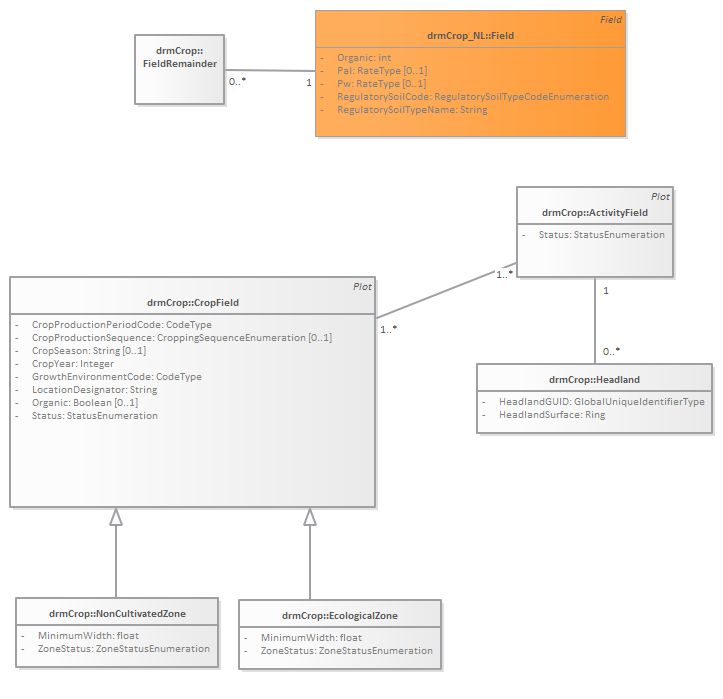 Field
drmCrop_NL::Field
- Organic: int
- Pal: RateType [0..1]
- Pw: RateType [0..1]
- RegulatorySoilCode: RegulatorySoilTypeCodeEnumeration
- RegulatorySoilTypeName: String
drmCrop::
FieldRemainder
0..*
1
Plot
drmCrop::ActivityField
- Status: StatusEnumeration
1..*
1
Plot
drmCrop::CropField
- CropProductionPeriodCode: CodeType
- CropProductionSequence: CroppingSequenceEnumeration [0..1]
- CropSeason: String [0..1]
- CropYear: Integer
- GrowthEnvironmentCode: CodeType
- LocationDesignator: String
- Organic: Boolean [0..1]
- Status: StatusEnumeration
1..*
0..*
drmCrop::Headland
- HeadlandGUID: GlobalUniqueIdentifierType
- HeadlandSurface: Ring
drmCrop::NonCultivatedZone
- MinimumWidth: float
- ZoneStatus: ZoneStatusEnumeration
drmCrop::EcologicalZone
- MinimumWidth: float
- ZoneStatus: ZoneStatusEnumeration